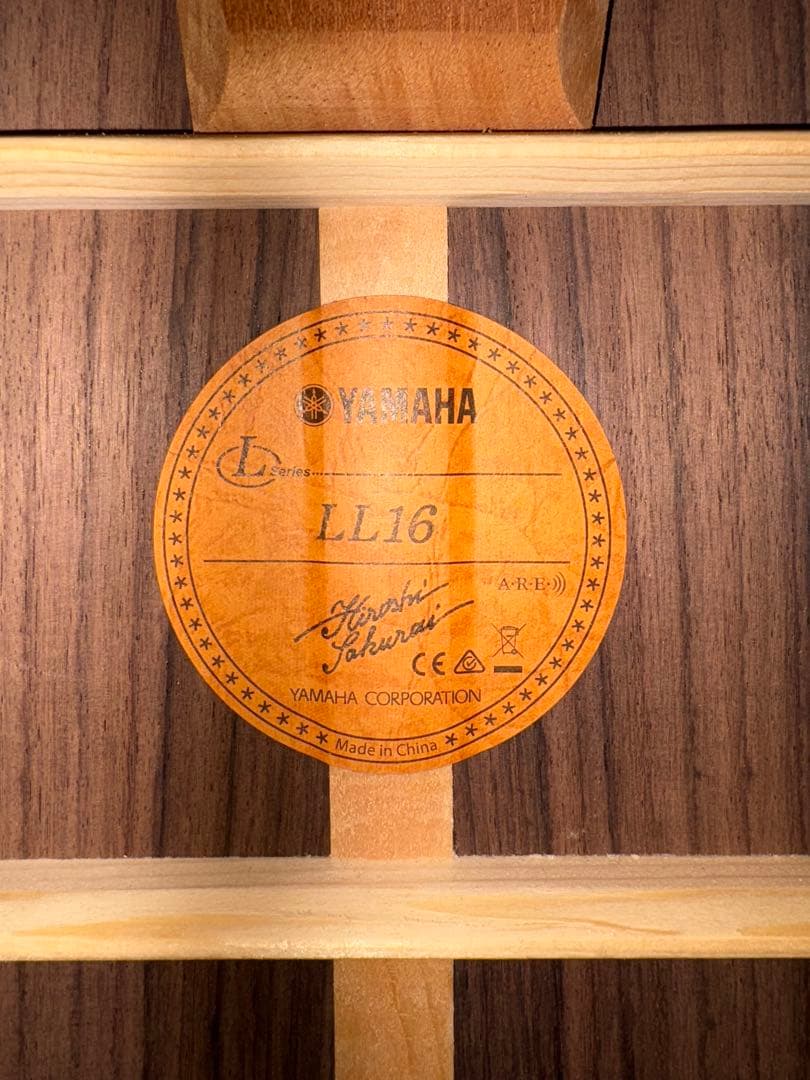 YAMAHA
L Series
LL16
A·R·E·
Hiroshi
Sakurai
CE
YAMAHA CORPORATION
Made in China